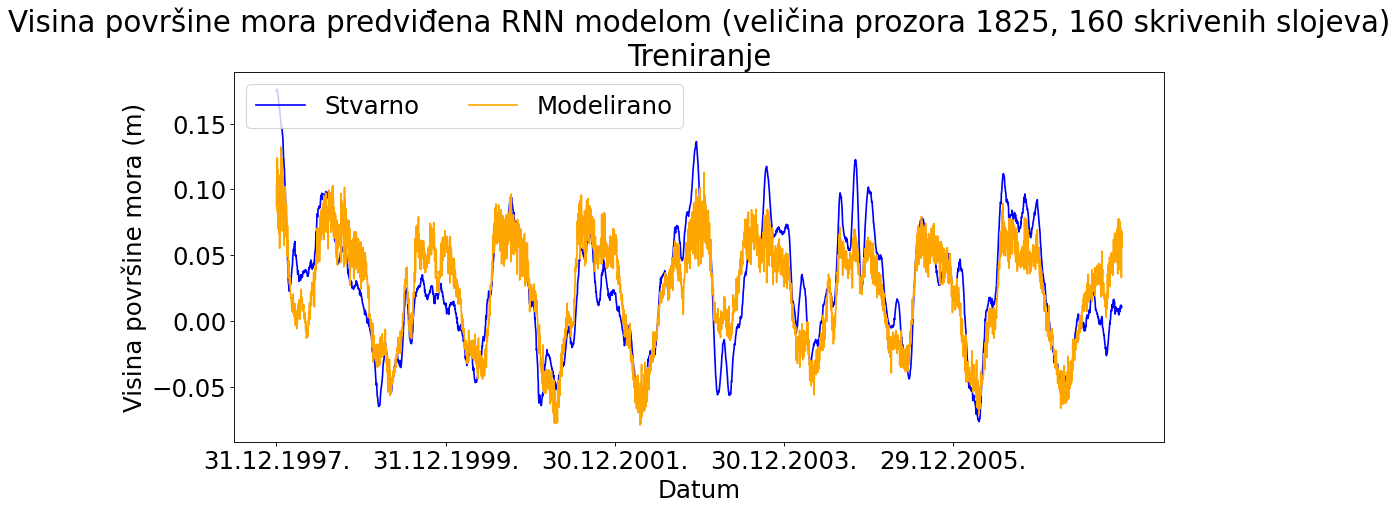 Visina površine mora predviđena RNN modelom (veličina prozora 1825, 160 skrivenih slojeva)
Treniranje
Stvarno Modelirano
Visina površine mora (m)
0.15
0.10
0.05
0.00
−0.05
31.12.1997. 31.12.1999. 30.12.2001. 30.12.2003. 29.12.2005.
Datum